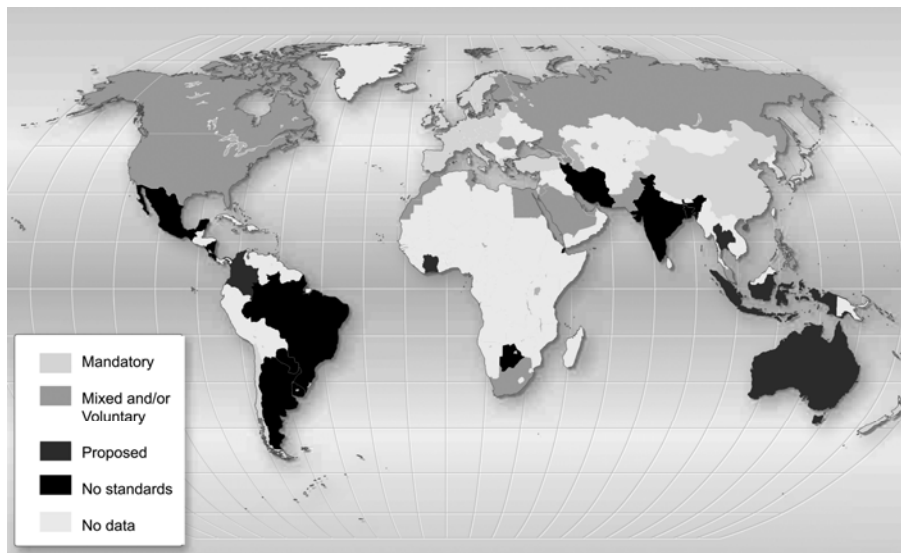 Mandatory
Mixed and/or
Voluntary
Proposed
No standards
No data